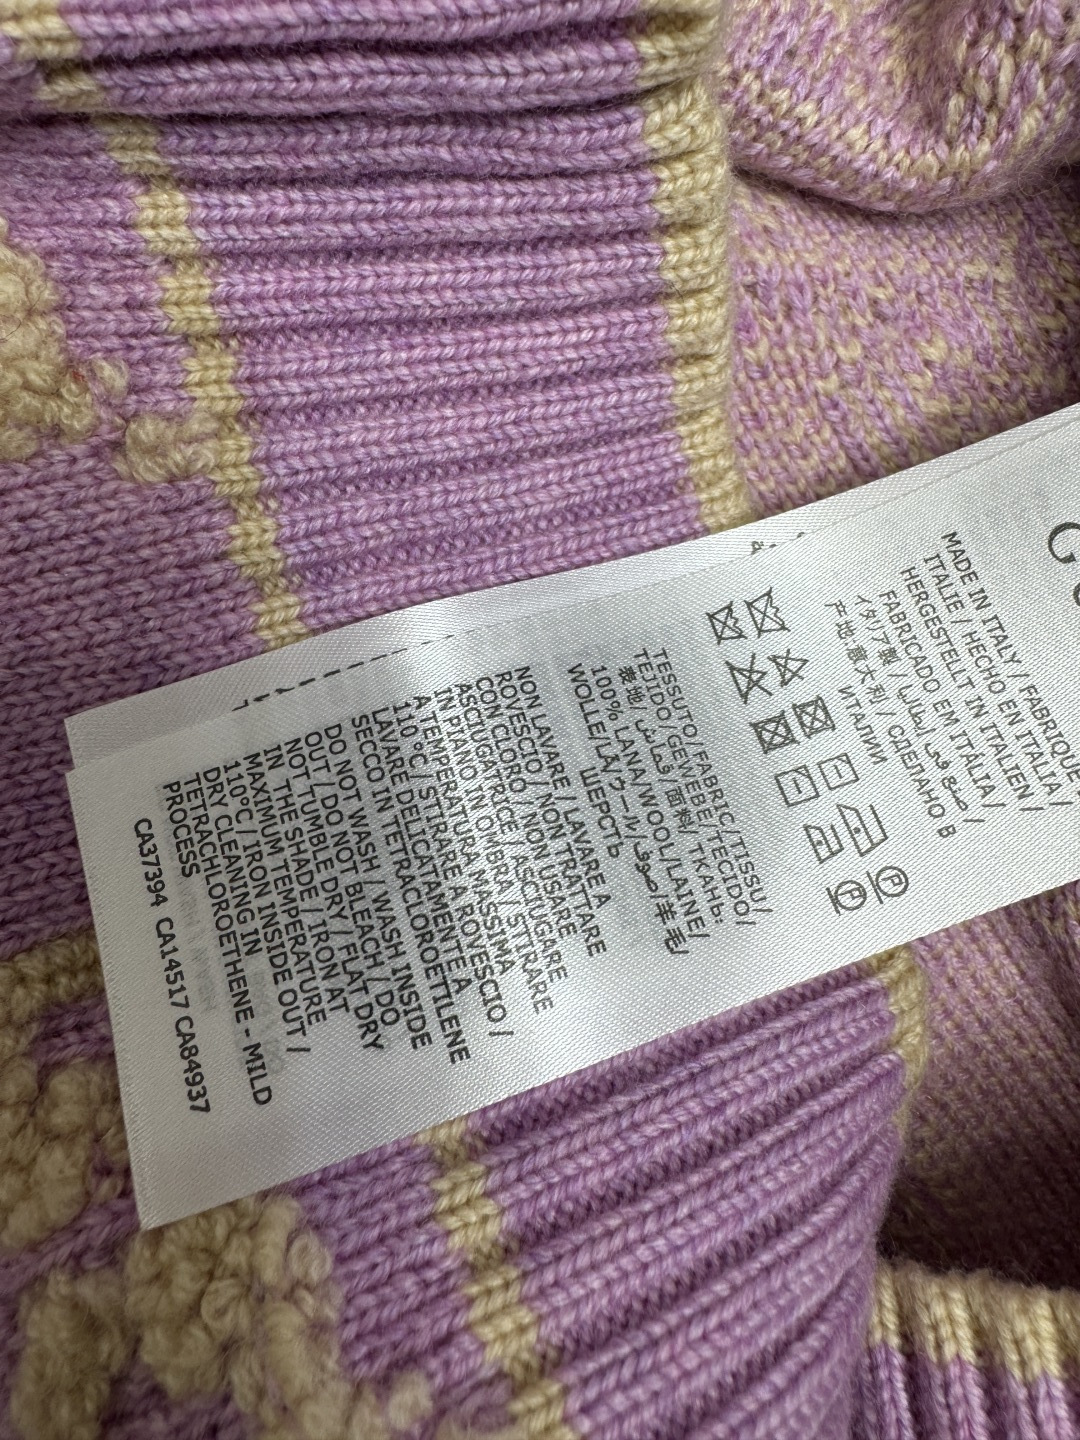 G
MADE IN ITALY / FABRIQUÉ
ITALIE / HECHO EN ITALIA /
HERGESTELLT IN ITALIEN /
FABRICADO EM ITALIA /
イタリア製 / صنع في إيطاليا /
产地:意大利 / СДЕЛАНО В
ИТАЛИИ
TESSUTO/FABRIC/TISSU/
TEJIDO/GEWEBE/TECIDO/
表地/قماش/面料/ТКАНЬ:
100% LANA/WOOL/LAINE/
WOLLE/LÃ/ウール/صوف/羊毛/
ШЕРСТЬ
NON LAVARE / LAVARE A
ROVESCIO / NON TRATTARE
CON CLORO / NON USARE
ASCIUGATRICE / ASCIUGARE
IN PIANO IN OMBRA / STIRARE
A TEMPERATURA MASSIMA
110 °C / STIRARE A ROVESCIO /
LAVARE DELICATAMENTE A
SECCO IN TETRACLOROETILENE
DO NOT WASH / WASH INSIDE
OUT / DO NOT BLEACH / DO
NOT TUMBLE DRY / FLAT DRY
IN THE SHADE / IRON AT
MAXIMUM TEMPERATURE
110°C / IRON INSIDE OUT /
DRY CLEANING IN
TETRACHLOROETHENE - MILD
PROCESS
CA37394 CA14517 CA84937